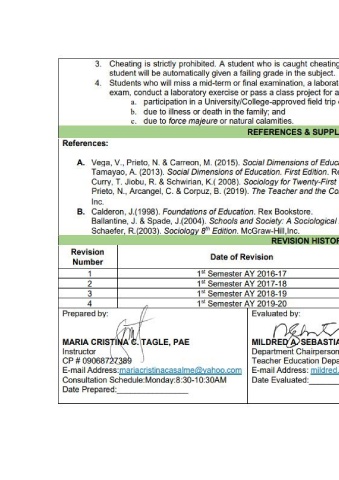 3. Cheating is strictly prohibited. A student who is caught cheating
student will be automatically given a failing grade in the subject.
4. Students who will miss a mid-term or final examination, a laborat
exam, conduct a laboratory exercise or pass a class project for a
a. participation in a University/College-approved field trip
b. due to illness or death in the family; and
c. due to force majeure or natural calamities.
REFERENCES & SUPPL
References:
A. Vega, V., Prieto, N. & Carreon, M. (2015). Social Dimensions of Educ
Tamayao, A. (2013). Social Dimensions of Education. First Edition. Re
Curry, T. Jiobu, R. & Schwirian, K.( 2008). Sociology for Twenty-First
Prieto, N., Arcangel, C. & Corpuz, B. (2019). The Teacher and the Co
Inc.
B. Calderon, J.(1998). Foundations of Education. Rex Bookstore.
Ballantine, J. & Spade, J.(2004). Schools and Society: A Sociological
Schaefer, R.(2003). Sociology 8th Edition. McGraw-Hill,Inc.
REVISION HISTOR
Revision Number Date of Revision
1 1st Semester AY 2016-17
2 1st Semester AY 2017-18
3 1st Semester AY 2018-19
4 1st Semester AY 2019-20
Prepared by: Evaluated by:
MARIA CRISTINA C. TAGLE, PAE MILDRED A. SEBASTIA
Instructor Department Chairperson
CP # 09068727389 Teacher Education Depa
E-mail Address:mariacristinacasalme@yahoo.com E-mail Address: mildred.
Consultation Schedule:Monday:8:30-10:30AM Date Evaluated:________
Date Prepared:________________